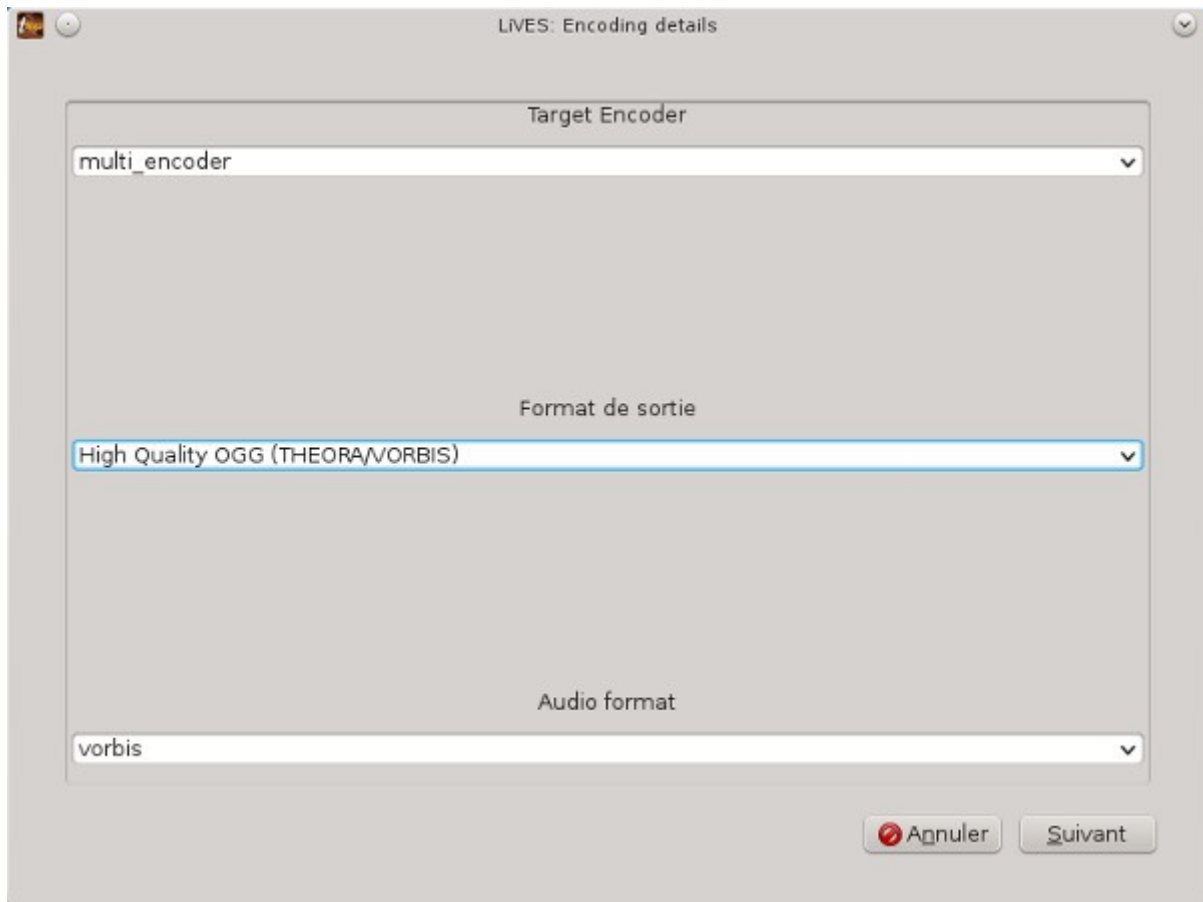 LiVES: Encoding details
Target Encoder
multi_encoder
Format de sortie
High Quality OGG (THEORA/VORBIS)
Audio format
vorbis
Annuler Suivant